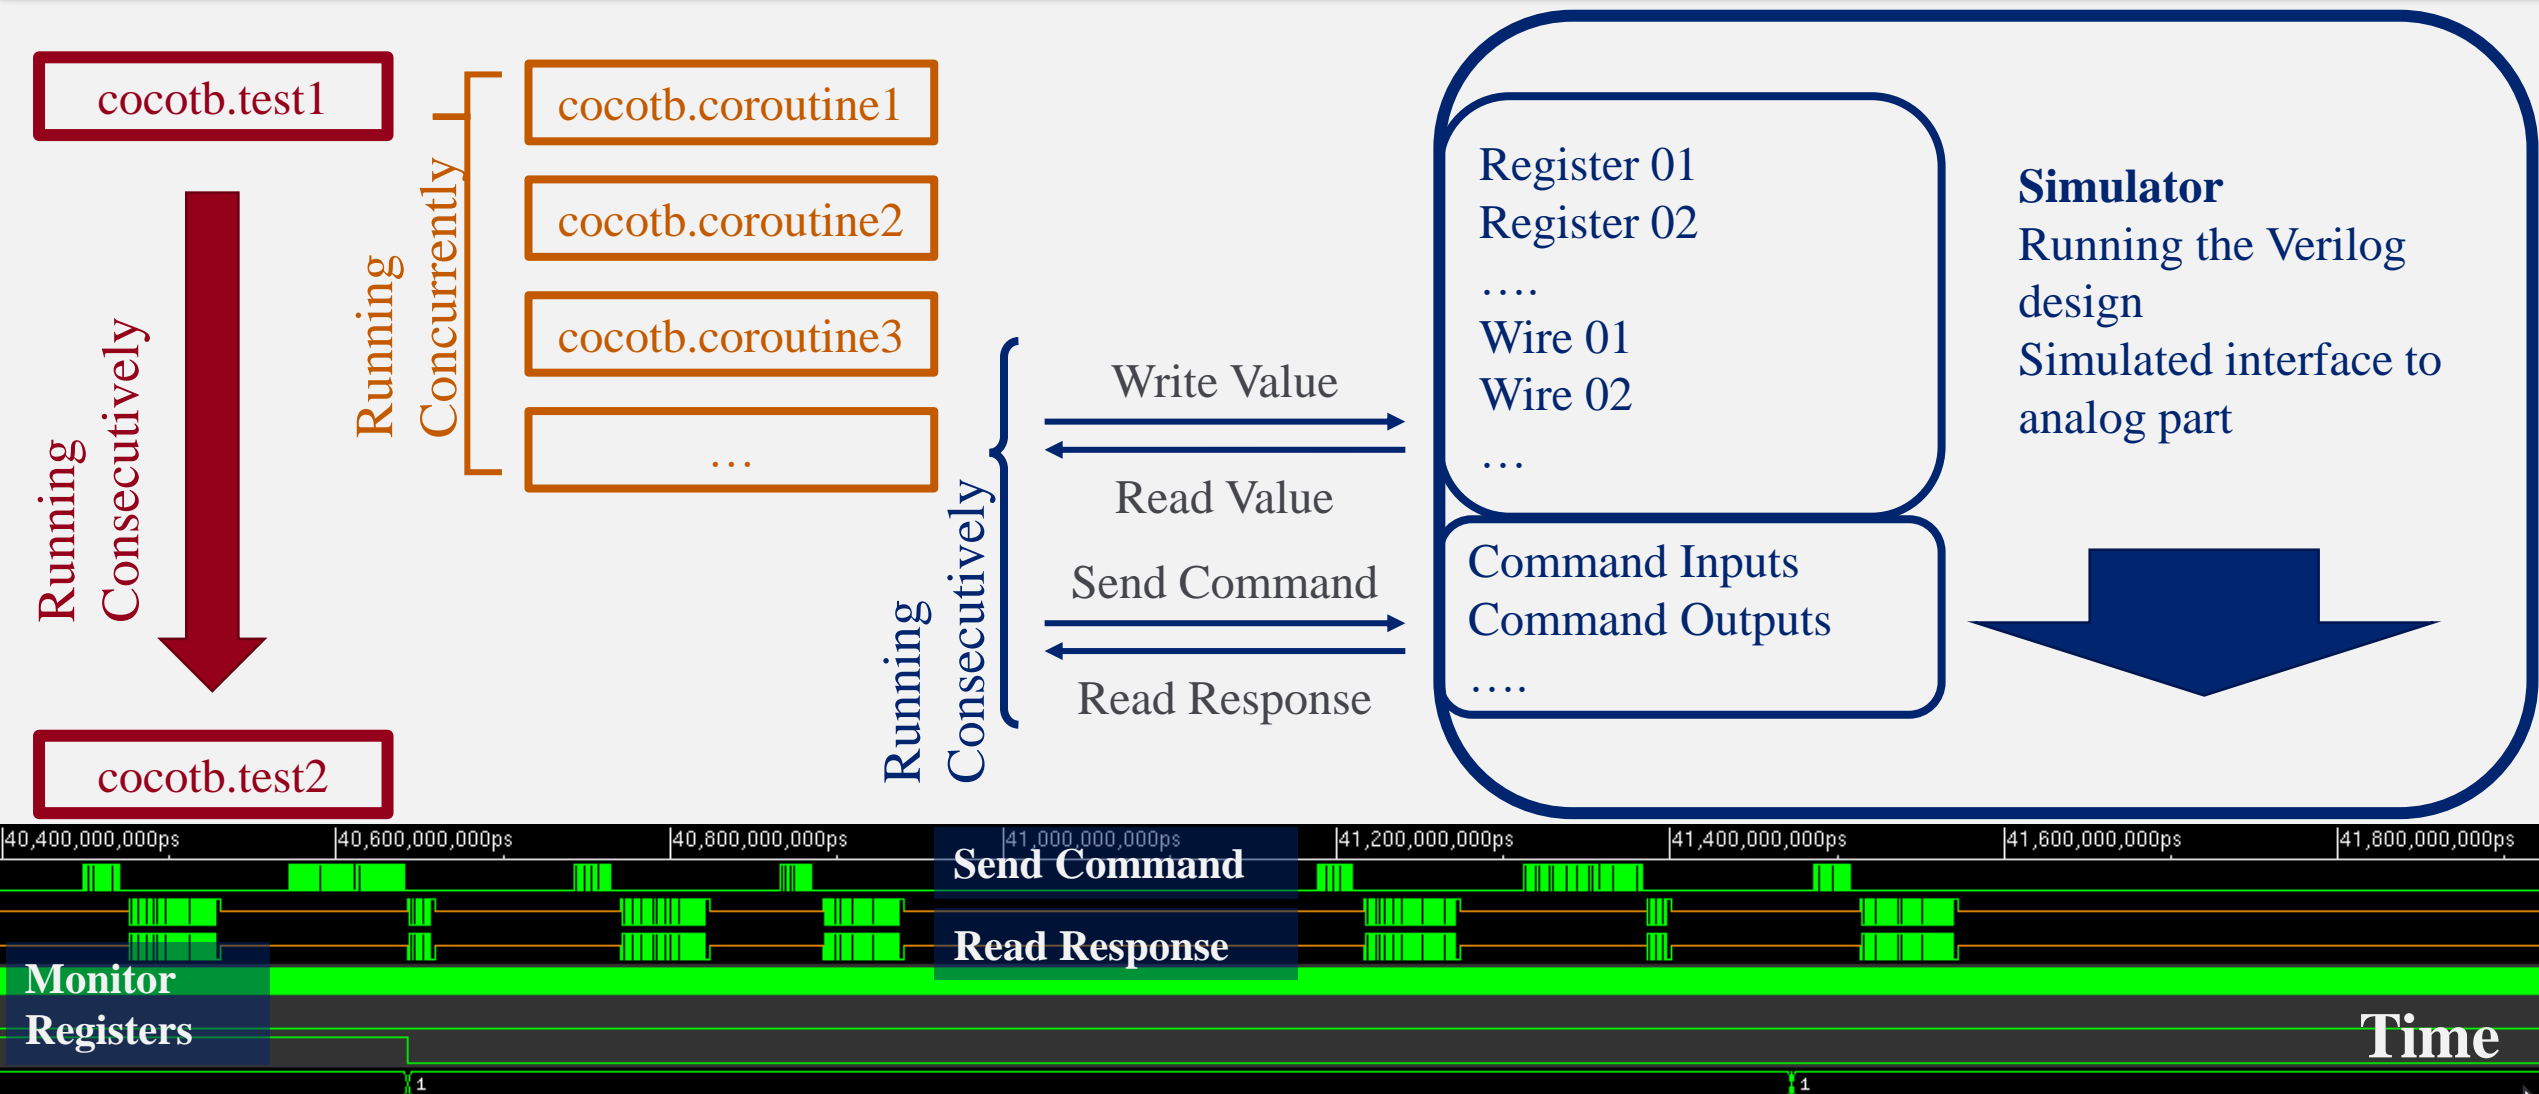 cocotb.test1
Running
Consecutively
cocotb.test2
Running
Concurrently
cocotb.coroutine1
cocotb.coroutine2
cocotb.coroutine3
...
Running
Consecutively
Write Value
Read Value
Send Command
Read Response
Register 01
Register 02
....
Wire 01
Wire 02
...
Command Inputs
Command Outputs
....
Simulator
Running the Verilog
design
Simulated interface to
analog part
40,400,000,000ps 40,600,000,000ps 40,800,000,000ps 41,000,000,000ps 41,200,000,000ps 41,400,000,000ps 41,600,000,000ps 41,800,000,000ps
Send Command
Read Response
Monitor
Registers
Time
1 1